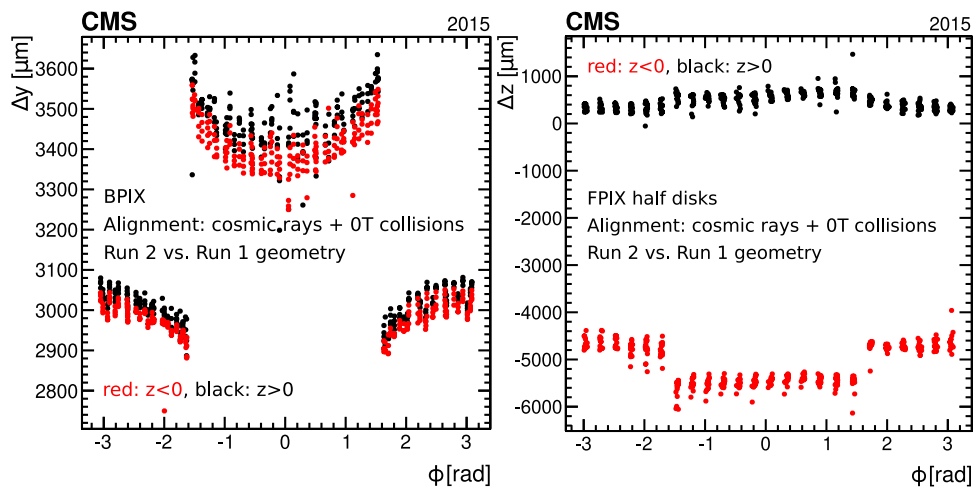 CMS 2015
Δy [μm]
3600
3500
3400
3300
3200
3100
3000
2900
2800
BPIX
Alignment: cosmic rays + 0T collisions
Run 2 vs. Run 1 geometry
red: z<0, black: z>0
-3 -2 -1 0 1 2 3
ϕ [rad]
CMS 2015
Δz [μm]
1000
0
-1000
-2000
-3000
-4000
-5000
-6000
red: z<0, black: z>0
FPIX half disks
Alignment: cosmic rays + 0T collisions
Run 2 vs. Run 1 geometry
-3 -2 -1 0 1 2 3
ϕ [rad]